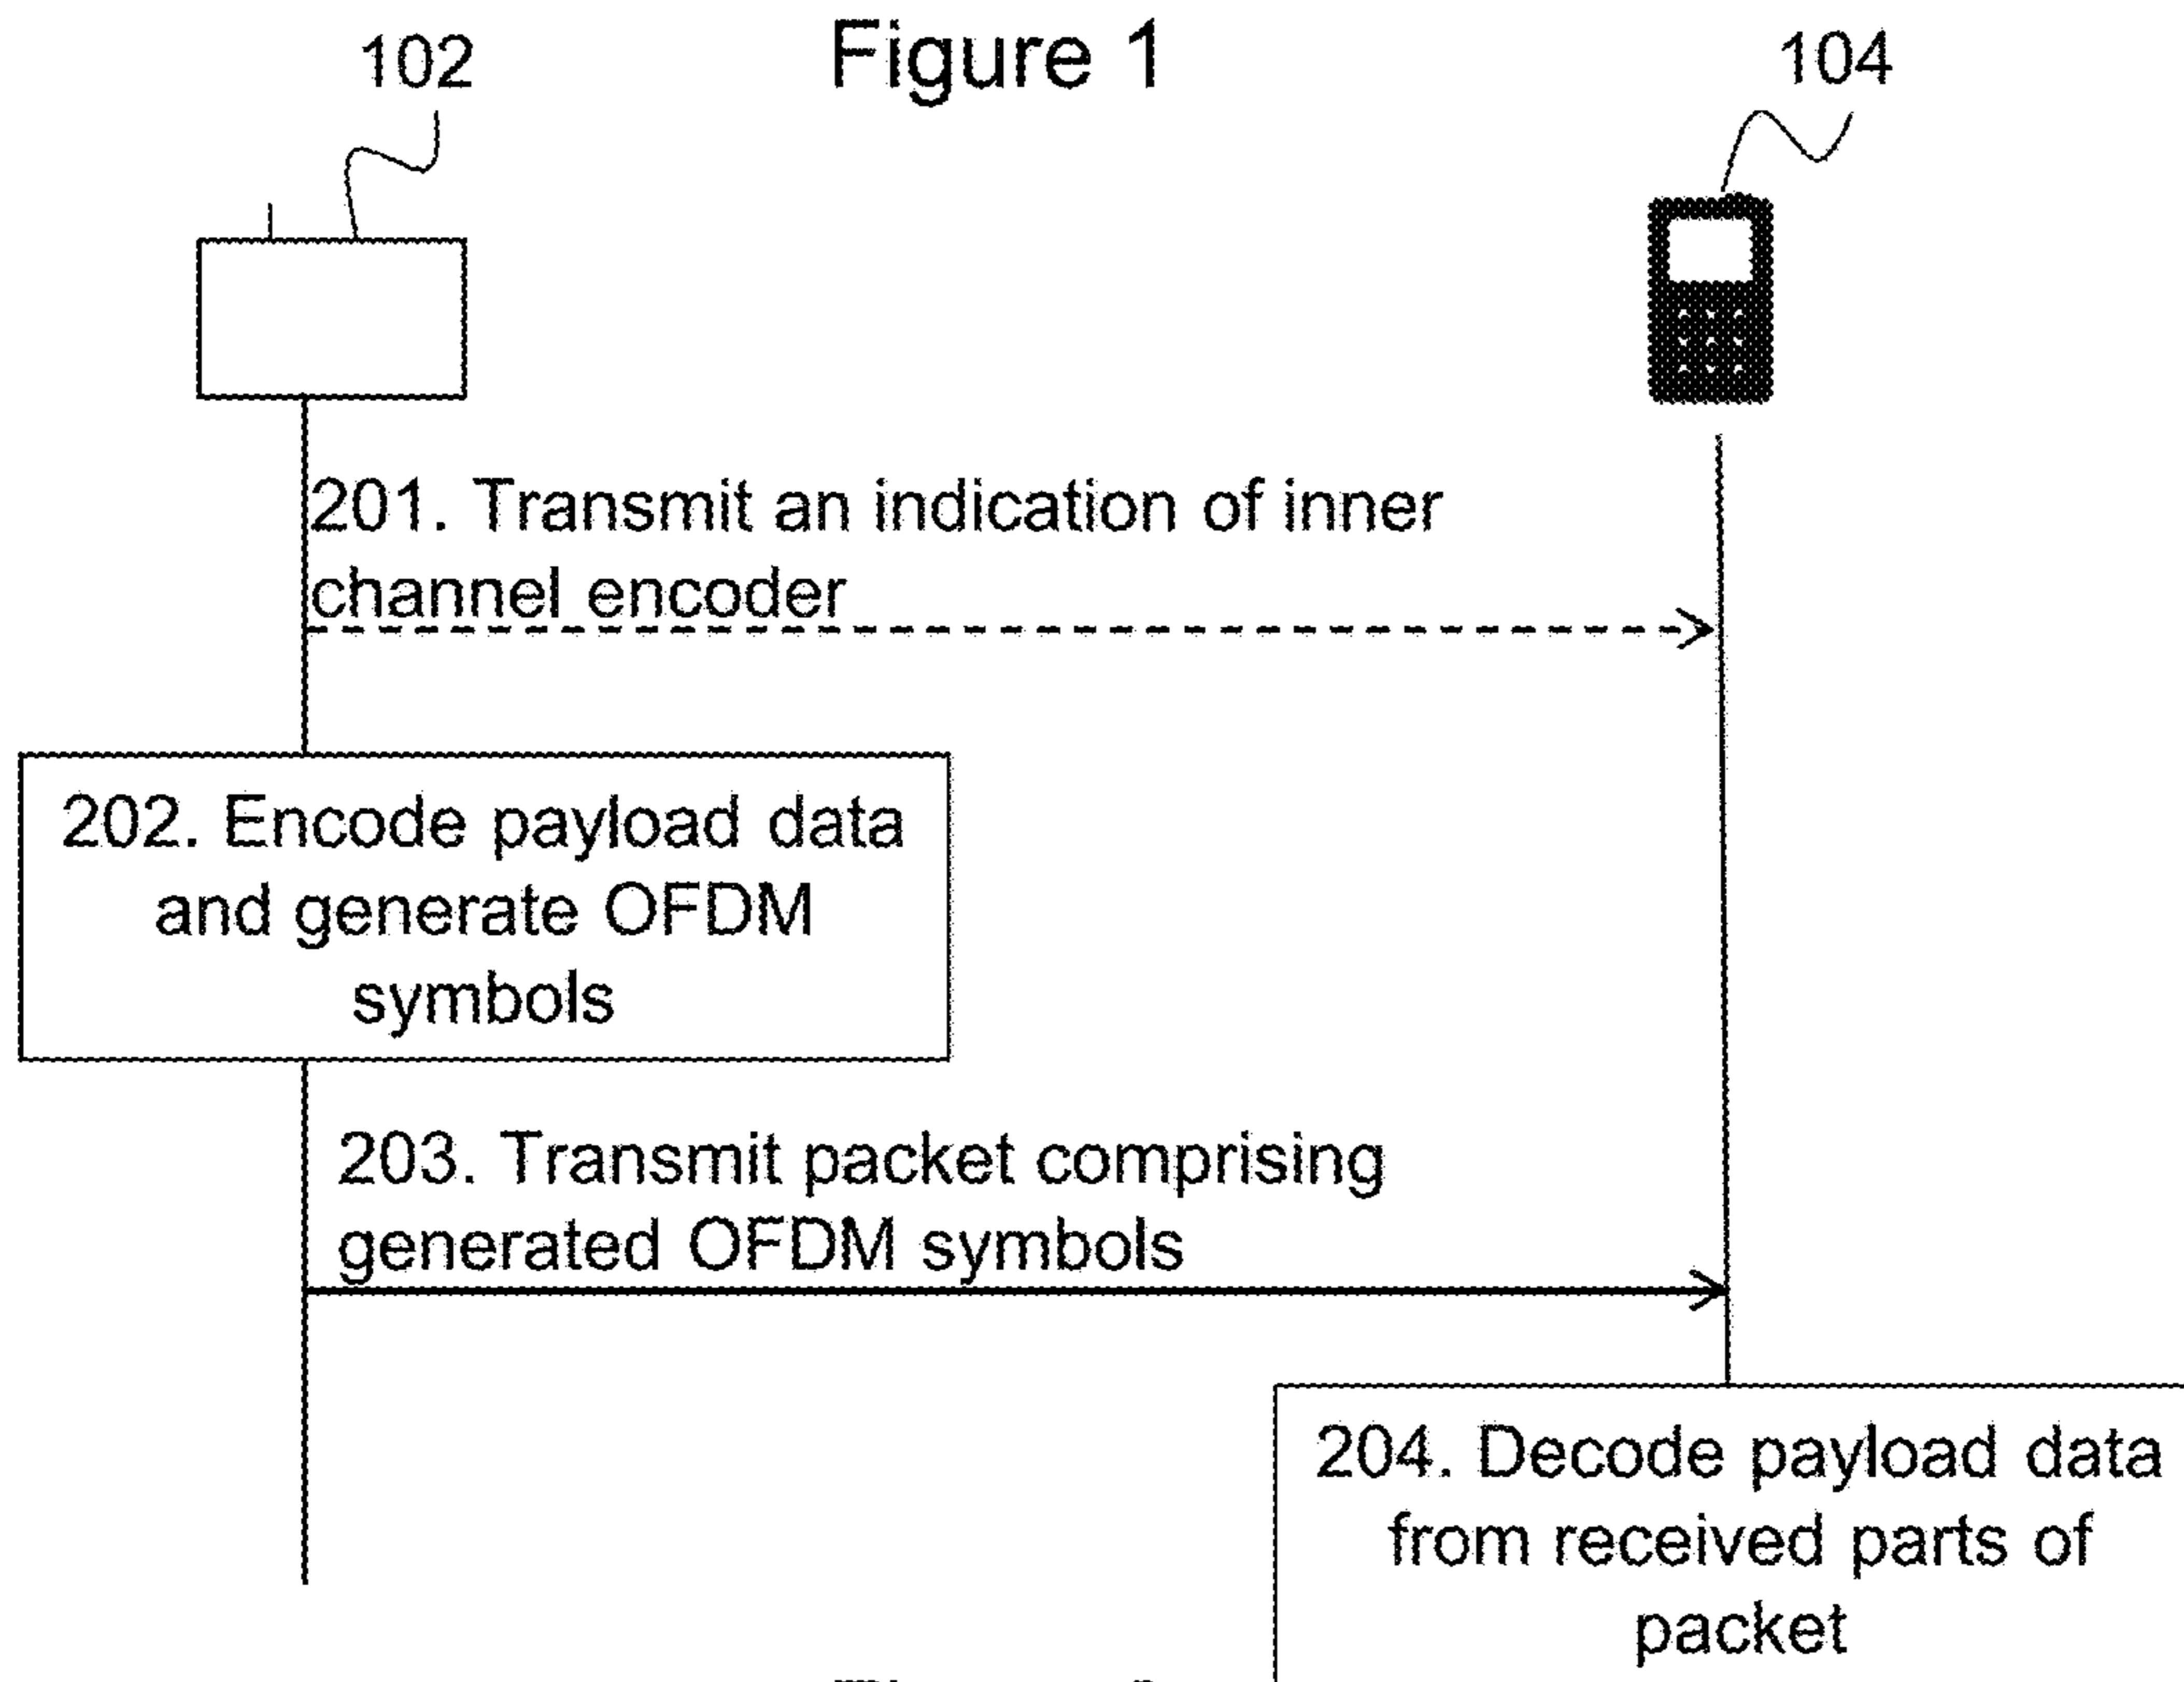 Figure 1
102
104
201. Transmit an indication of inner
channel encoder
202. Encode payload data
and generate OFDM
symbols
203. Transmit packet comprising
generated OFDM symbols
204. Decode payload data
from received parts of
packet